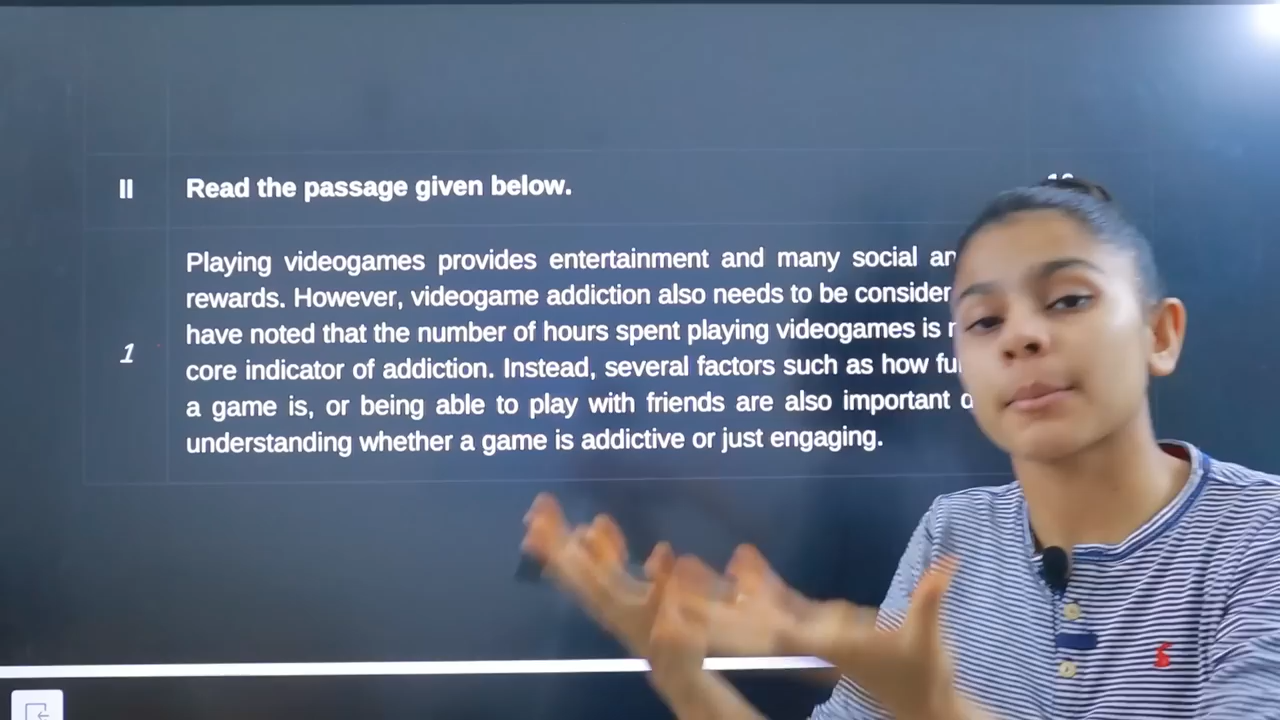 II Read the passage given below.
Playing videogames provides entertainment and many social
rewards. However, videogame addiction also needs to be
have noted that the number of hours spent playing videogames is
1 core indicator of addiction. Instead, several factors such as how
a game is, or being able to play with friends are also important
understanding whether a game is addictive or just engaging.